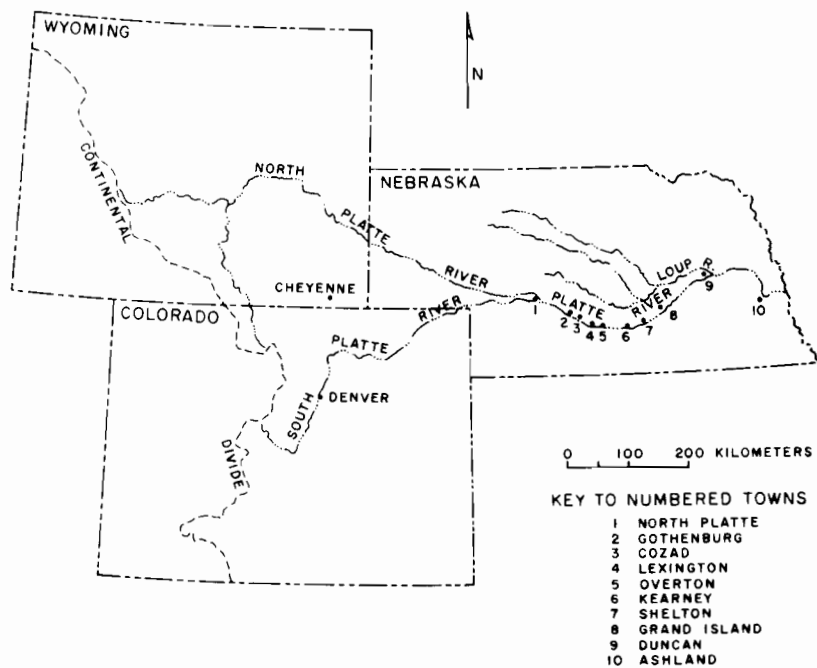 WYOMING
N
CONTINENTAL
NORTH
PLATTE
RIVER
NEBRASKA
CHEYENNE
COLORADO
LOUP R
PLATTE
RIVER
1
2
3
4
5
6
7
8
9
10
SOUTH
PLATTE
RIVER
DENVER
DIVIDE
0 100 200 KILOMETERS
KEY TO NUMBERED TOWNS
1 NORTH PLATTE
2 GOTHENBURG
3 COZAD
4 LEXINGTON
5 OVERTON
6 KEARNEY
7 SHELTON
8 GRAND ISLAND
9 DUNCAN
10 ASHLAND